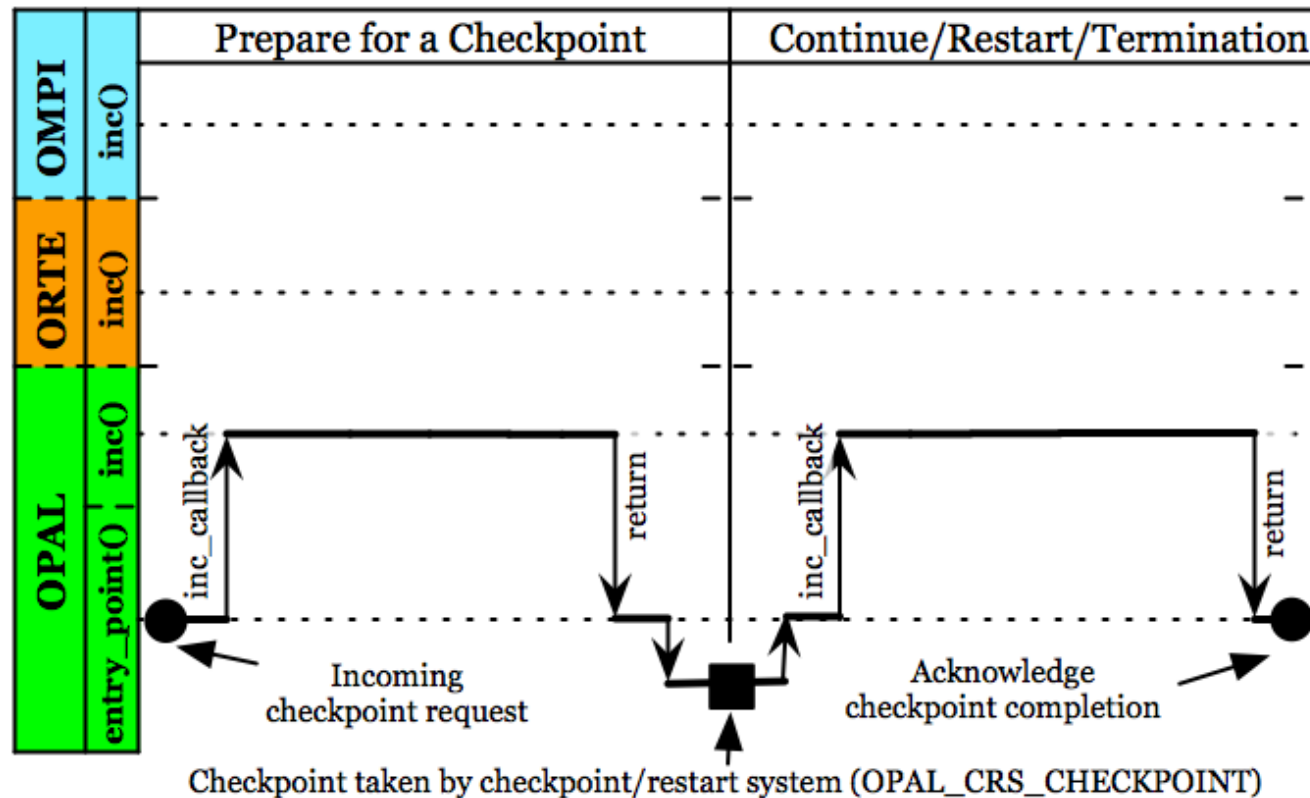 Prepare for a Checkpoint
Continue/Restart/Termination
OMPI
inc()
ORTE
inc()
OPAL
inc()
entry_point()
inc_callback
return
inc_callback
return
Incoming
checkpoint request
Acknowledge
checkpoint completion
Checkpoint taken by checkpoint/restart system (OPAL_CRS_CHECKPOINT)